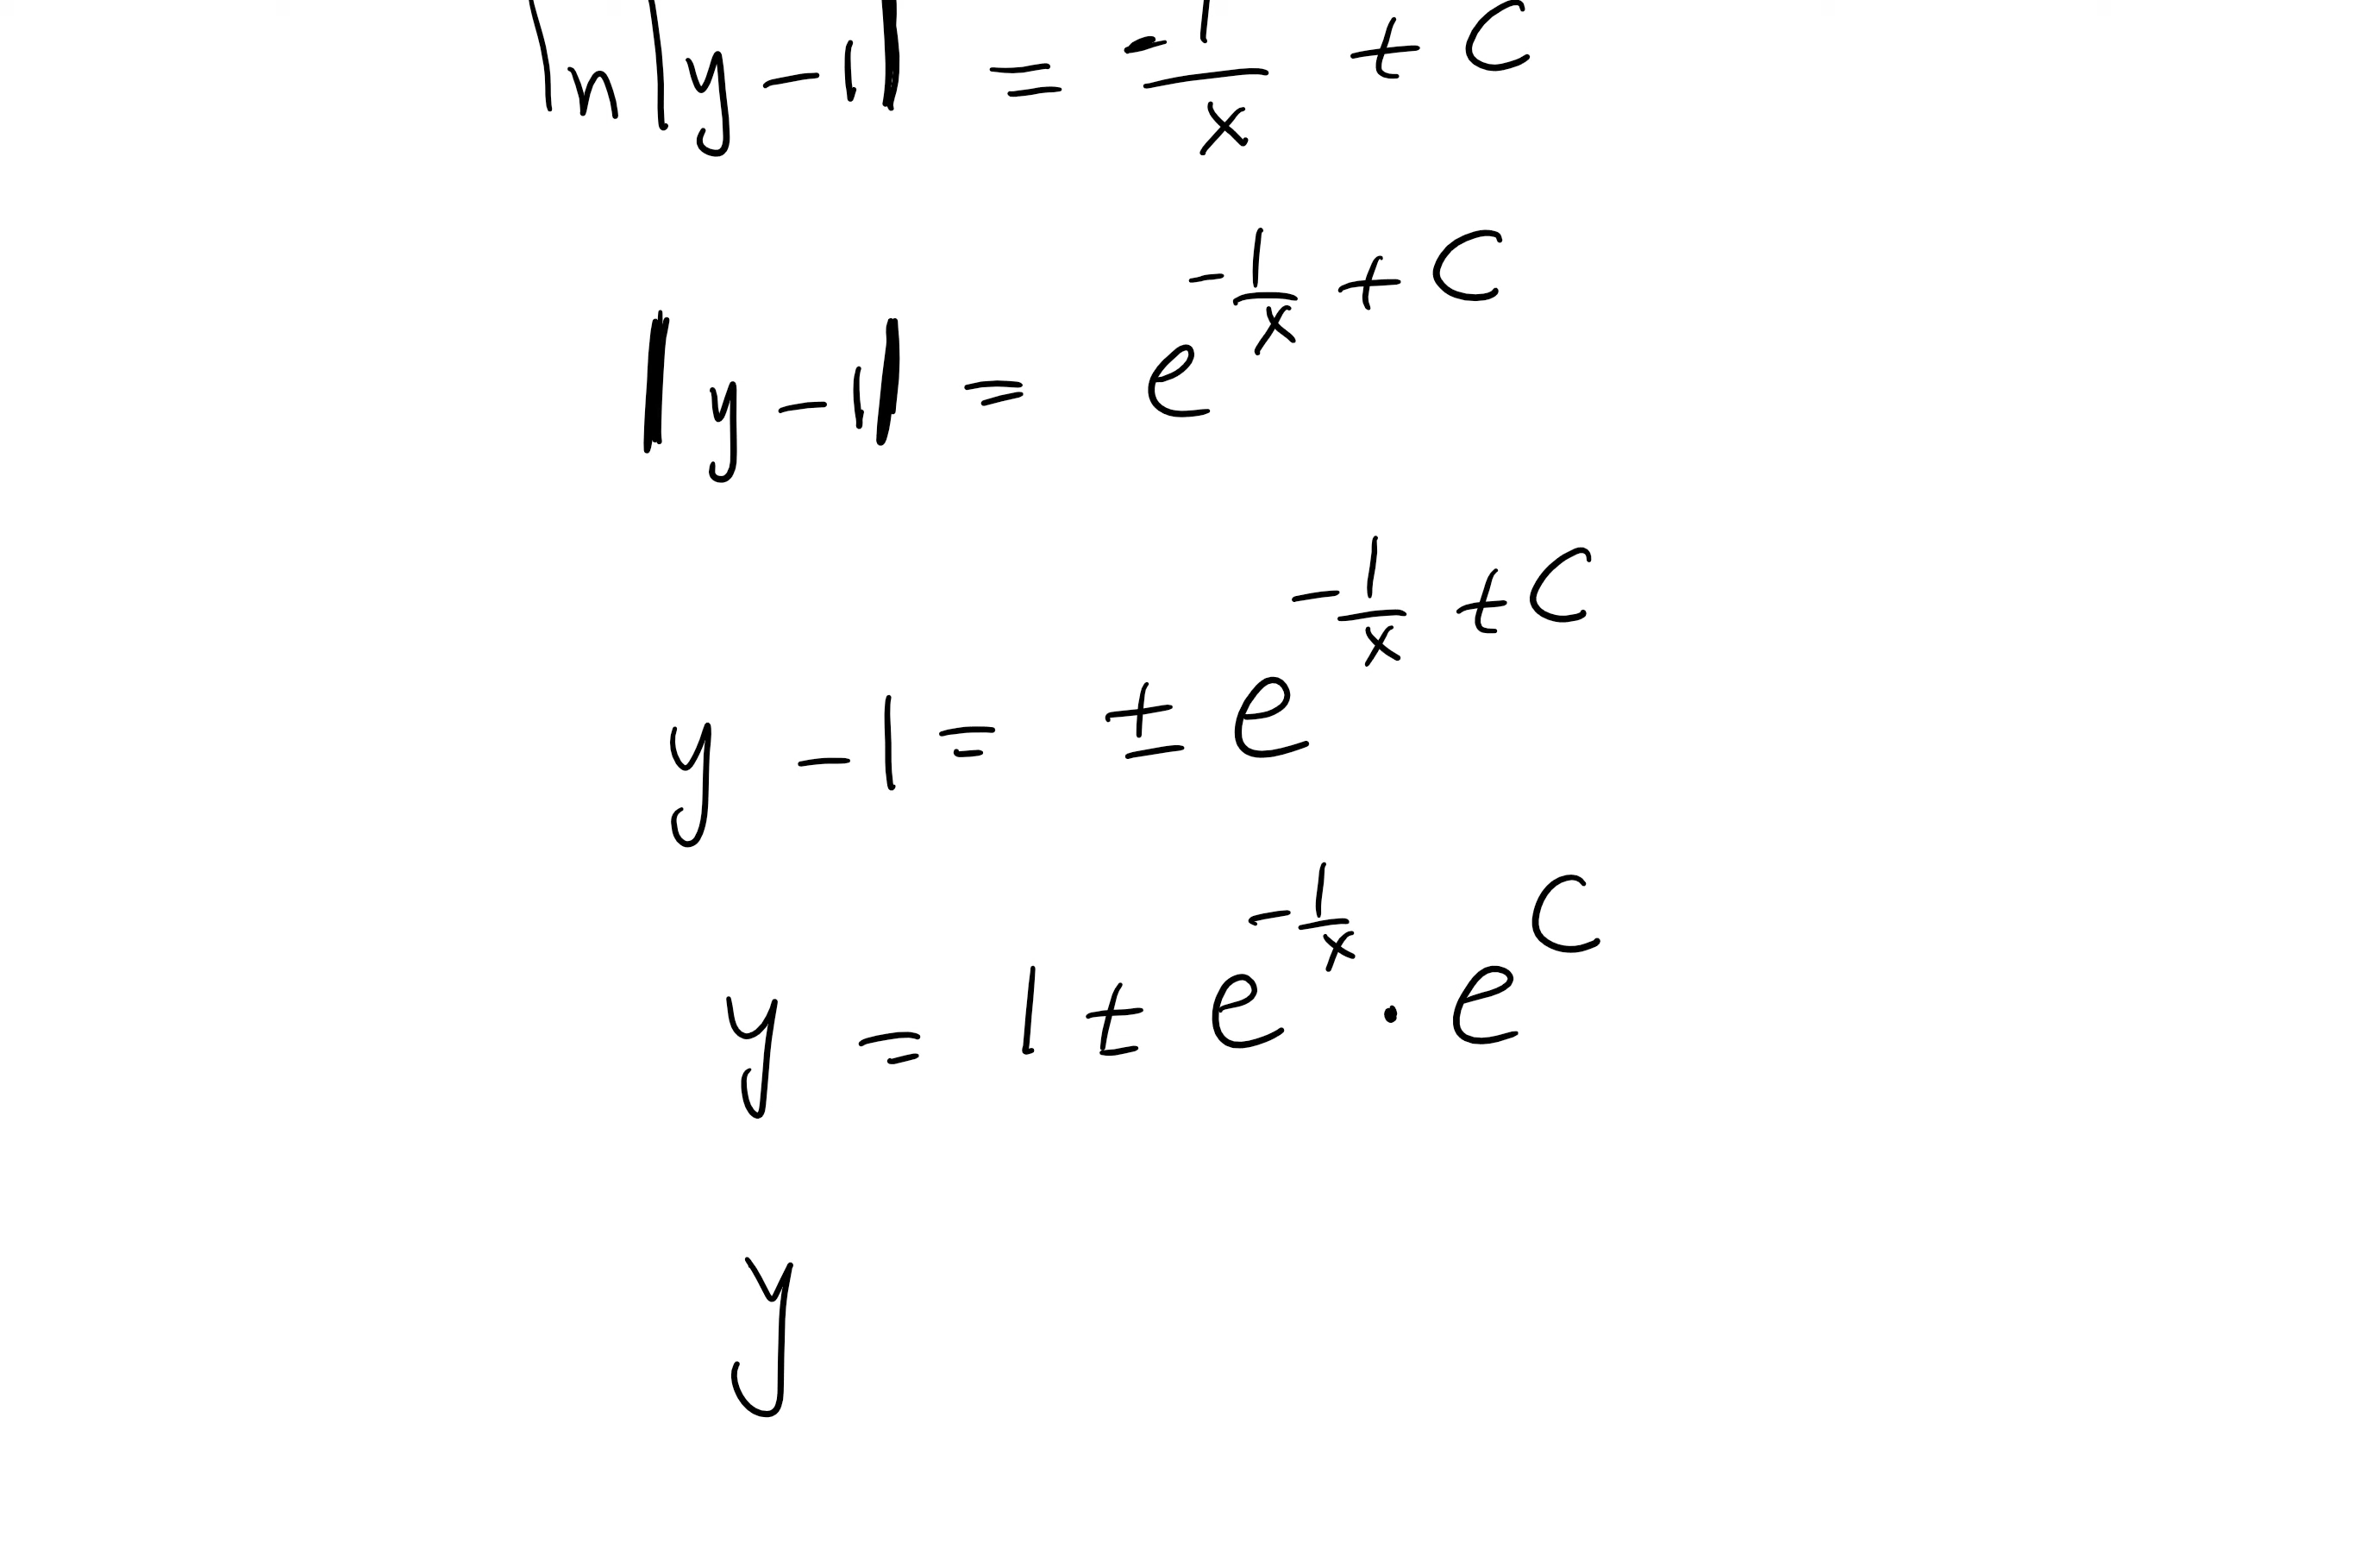 ln|y-1| = -1/x + C
|y-1| = e^(-1/x + C)
y-1 = ± e^(-1/x + C)
y = 1 ± e^(-1/x) · e^C
y